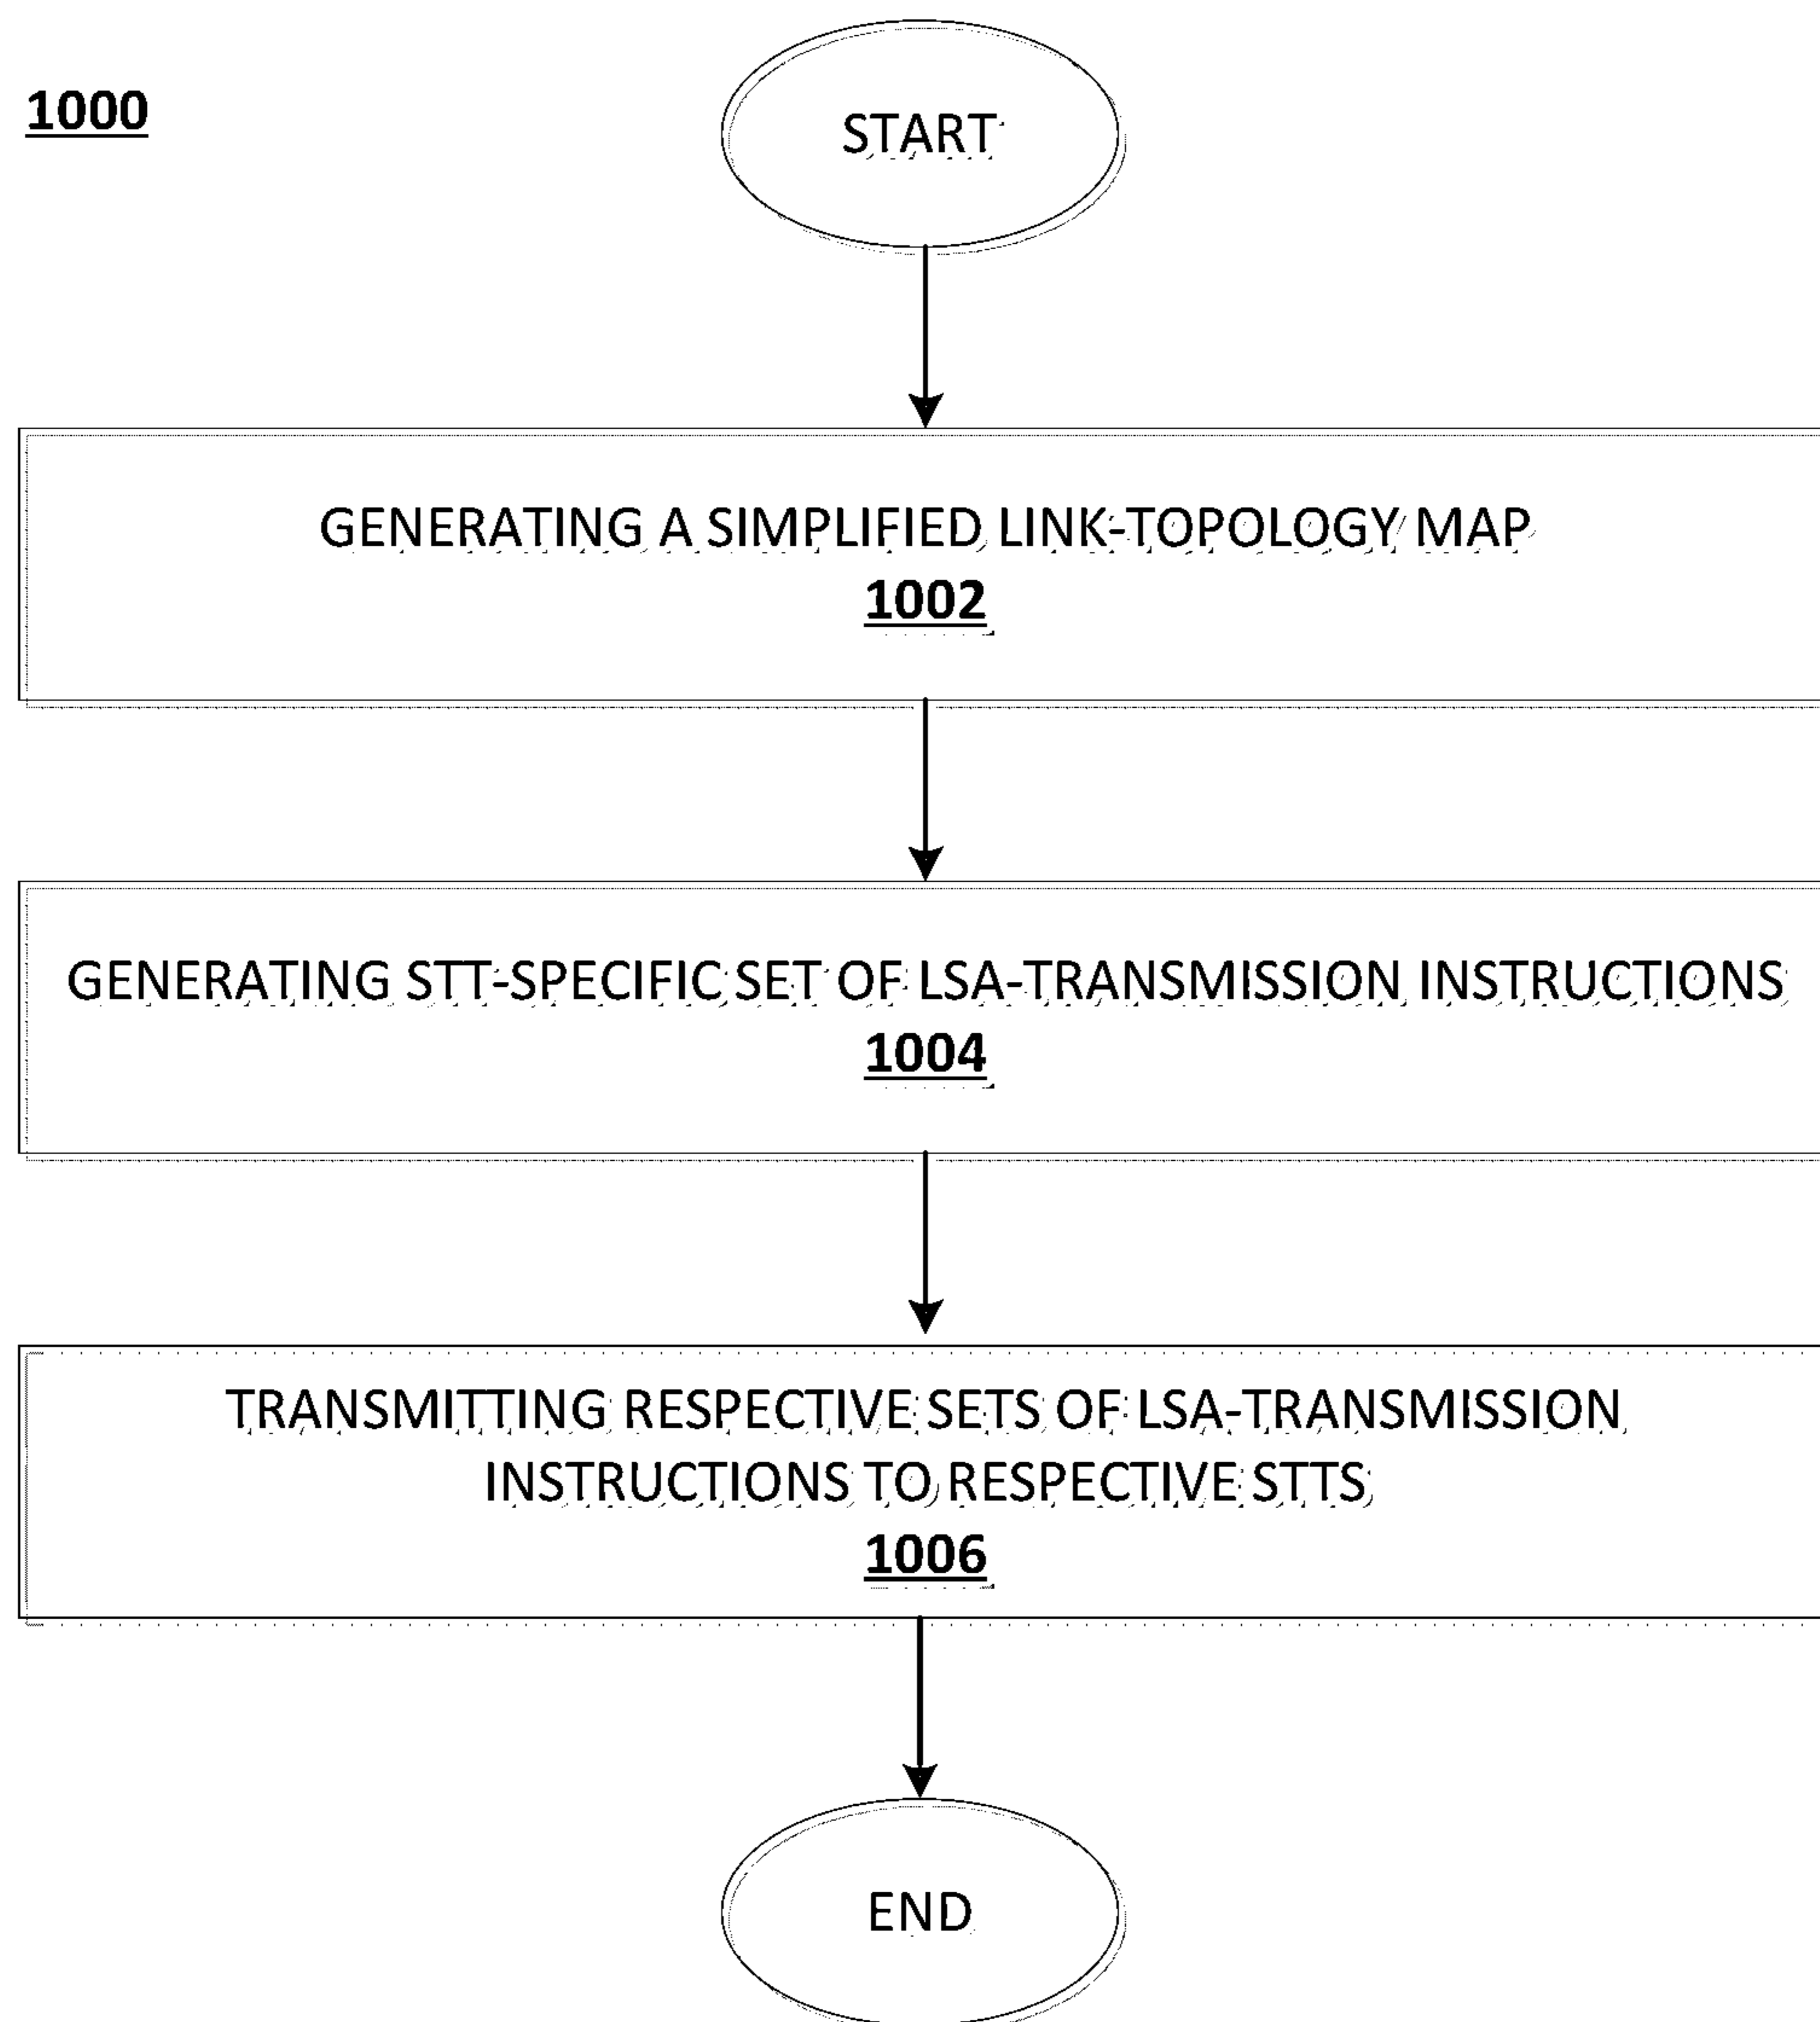 1000
START
GENERATING A SIMPLIFIED LINK-TOPOLOGY MAP
1002
GENERATING STT-SPECIFIC SET OF LSA-TRANSMISSION INSTRUCTIONS
1004
TRANSMITTING RESPECTIVE SETS OF LSA-TRANSMISSION
INSTRUCTIONS TO RESPECTIVE STTS
1006
END